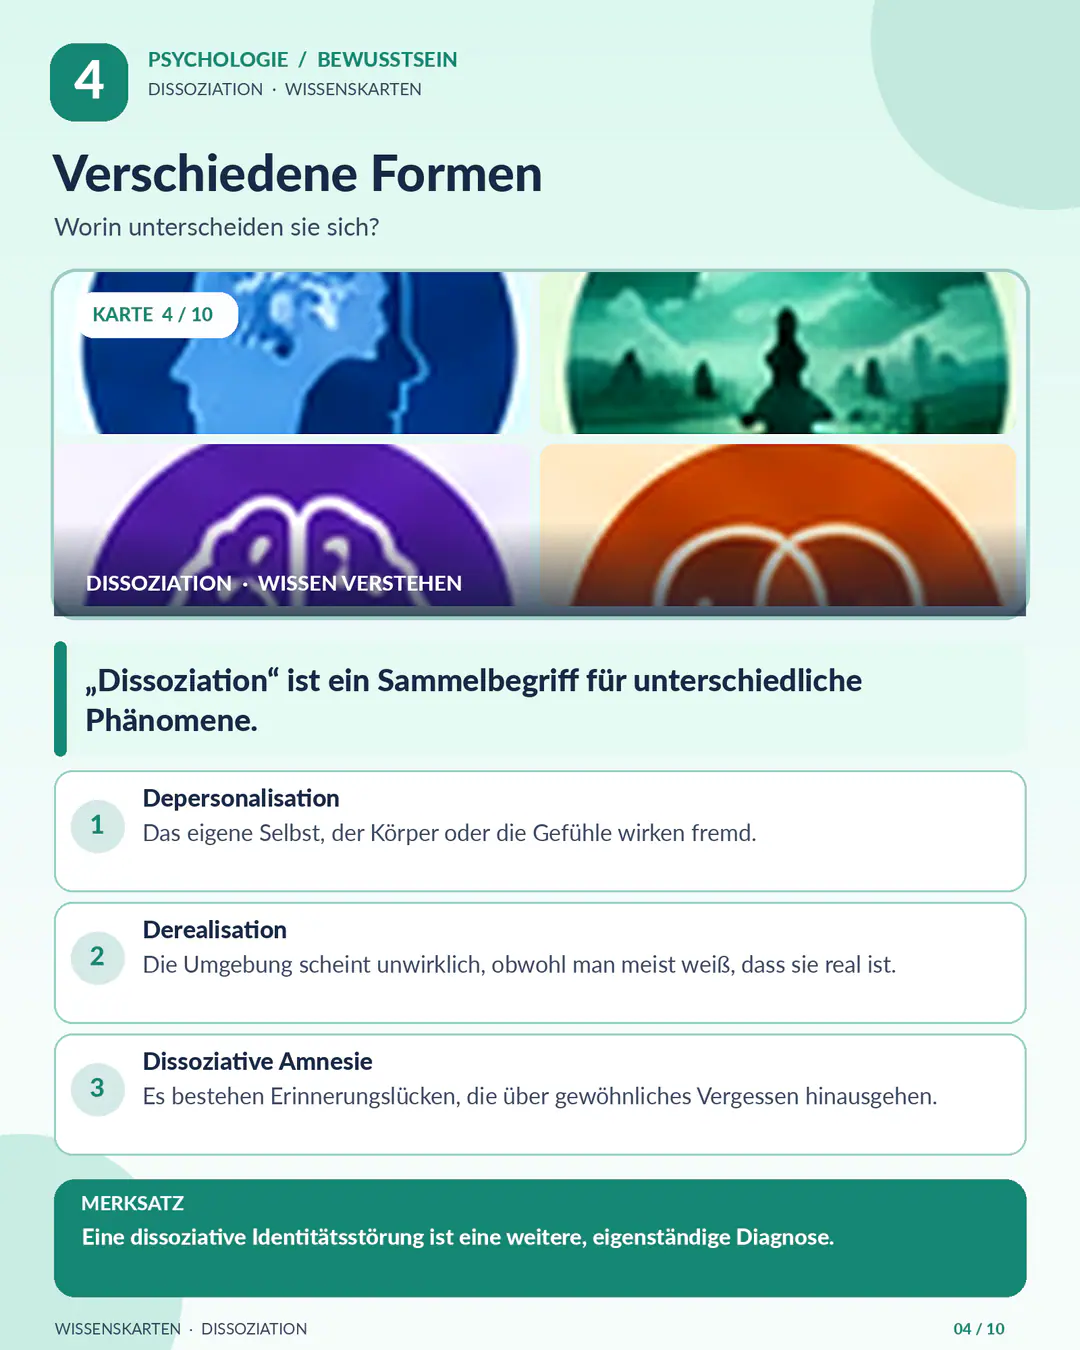 4
PSYCHOLOGIE / BEWUSSTSEIN
DISSOZIATION · WISSENSKARTEN
Verschiedene Formen
Worin unterscheiden sie sich?
KARTE 4 / 10
DISSOZIATION · WISSEN VERSTEHEN
„Dissoziation“ ist ein Sammelbegriff für unterschiedliche
Phänomene.
1
Depersonalisation
Das eigene Selbst, der Körper oder die Gefühle wirken fremd.
2
Derealisation
Die Umgebung scheint unwirklich, obwohl man meist weiß, dass sie real ist.
3
Dissoziative Amnesie
Es bestehen Erinnerungslücken, die über gewöhnliches Vergessen hinausgehen.
MERKSATZ
Eine dissoziative Identitätsstörung ist eine weitere, eigenständige Diagnose.
WISSENSKARTEN · DISSOZIATION
04 / 10